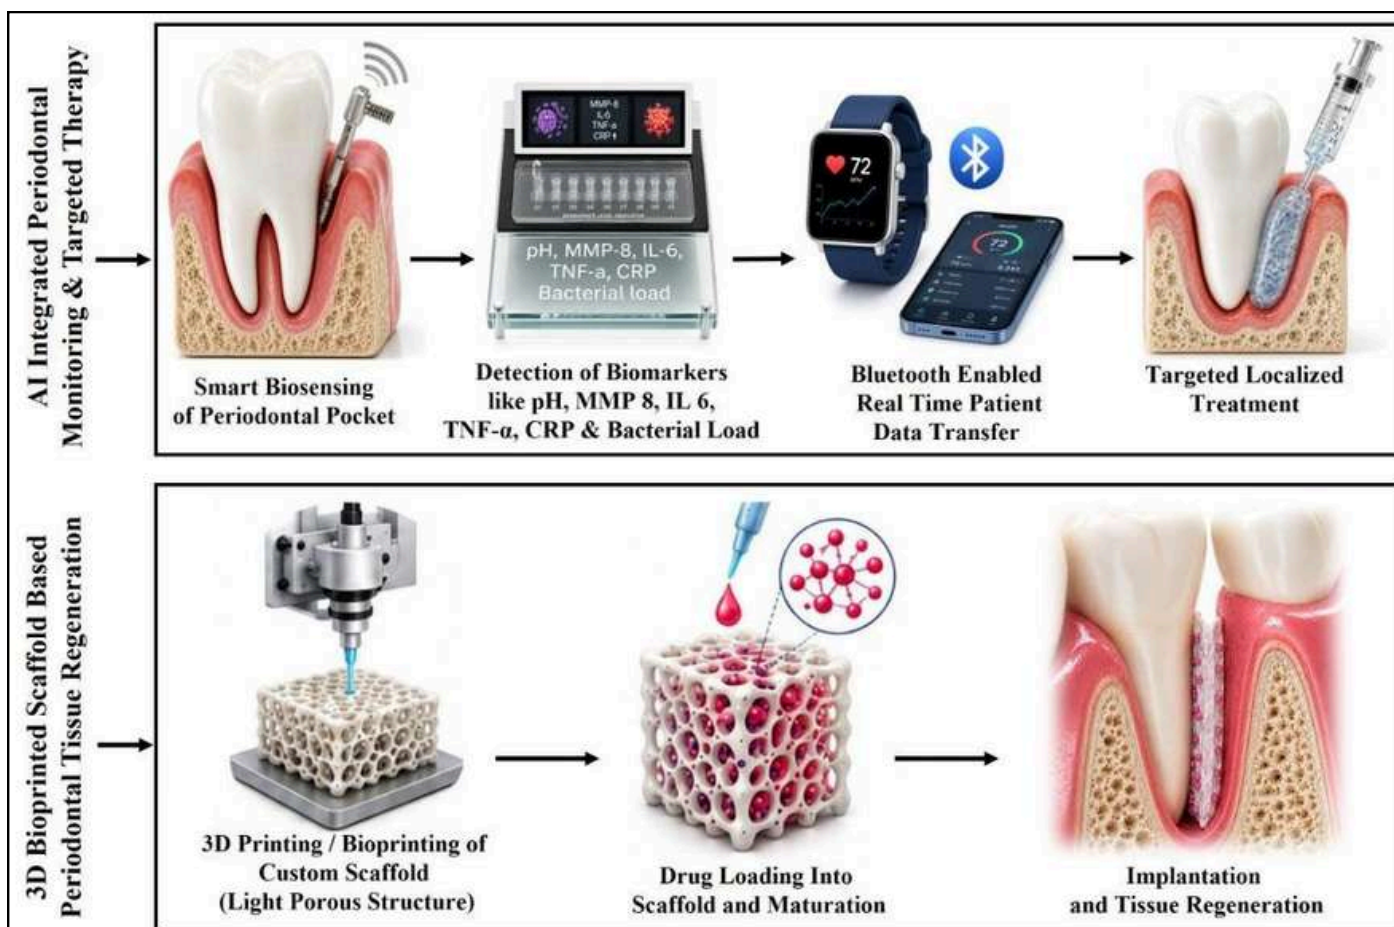 AI Integrated Periodontal
Monitoring & Targeted Therapy
MMP-8
IL-6
TNF-a
CRP
pH, MMP-8, IL-6,
TNF-a, CRP
Bacterial load
72
72
Smart Biosensing
of Periodontal Pocket
Detection of Biomarkers
like pH, MMP 8, IL 6,
TNF-α, CRP & Bacterial Load
Bluetooth Enabled
Real Time Patient
Data Transfer
Targeted Localized
Treatment
3D Bioprinted Scaffold Based
Periodontal Tissue Regeneration
3D Printing / Bioprinting of
Custom Scaffold
(Light Porous Structure)
Drug Loading Into
Scaffold and Maturation
Implantation
and Tissue Regeneration